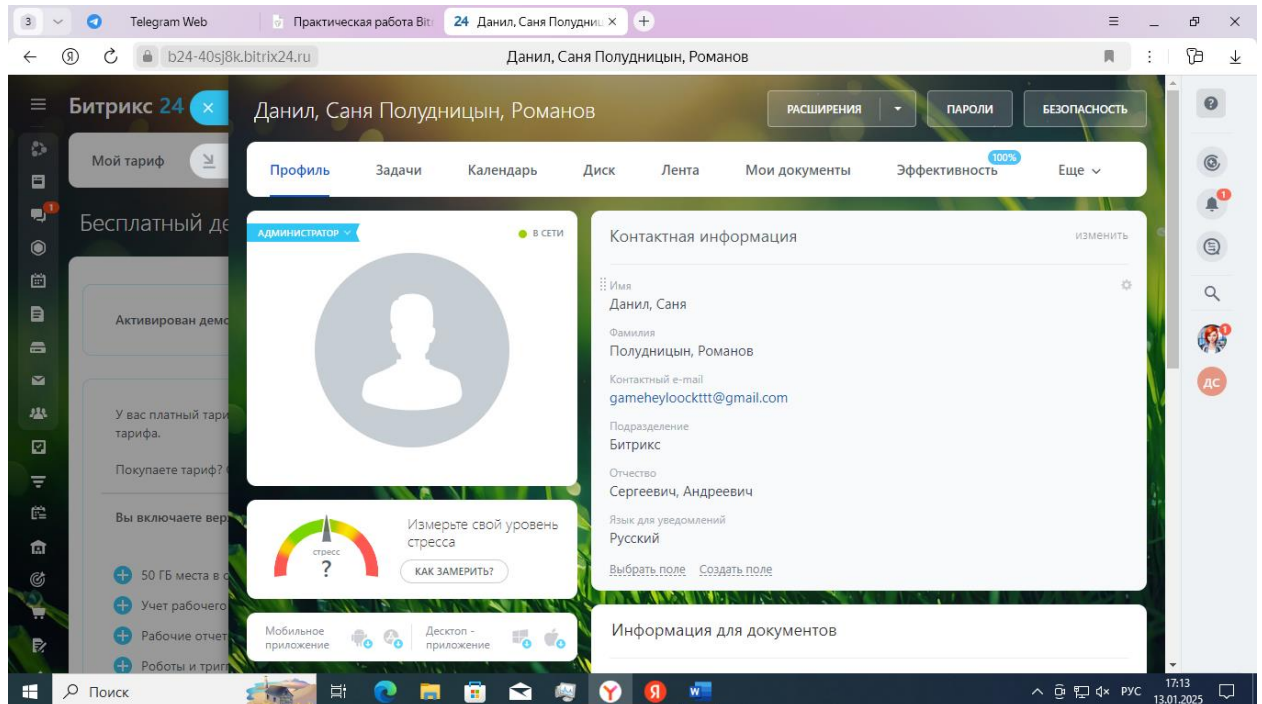 3
Telegram Web
Практическая работа Bit
24 Данил, Саня Полудниц
b24-40sj8k.bitrix24.ru
Данил, Саня Полудницын, Романов
Битрикс 24
Данил, Саня Полудницын, Романов
РАСШИРЕНИЯ
ПАРОЛИ
БЕЗОПАСНОСТЬ
Мой тариф
Профиль
Задачи
Календарь
Диск
Лента
Мои документы
Эффективность
100%
Еще
1
Бесплатный де
АДМИНИСТРАТОР
В СЕТИ
Контактная информация
ИЗМЕНИТЬ
1
Имя
Данил, Саня
Активирован демо
Фамилия
Полудницын, Романов
1
Контактный e-mail
gameheyloockttt@gmail.com
ДС
У вас платный тари
тарифа.
Подразделение
Битрикс
Покупаете тариф?
Отчество
Сергеевич, Андреевич
Вы включаете вер
Измерьте свой уровень
стресса
стресс
?
КАК ЗАМЕРИТЬ?
Язык для уведомлений
Русский
Выбрать поле Создать поле
50 ГБ места в о
Учет рабочего
Рабочие отчет
Роботы и триг
Мобильное
приложение
Десктоп -
приложение
Информация для документов
Поиск
W
РУС
17:13
13.01.2025